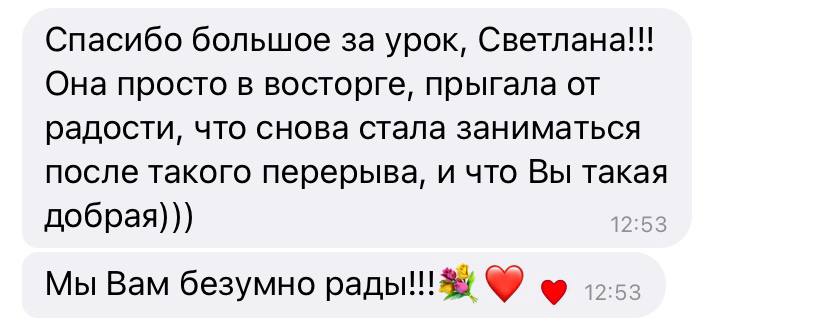 Спасибо большое за урок, Светлана!!!
Она просто в восторге, прыгала от
радости, что снова стала заниматься
после такого перерыва, и что Вы такая
добрая)))
12:53
Мы Вам безумно рады!!!💐❤️ ♥️ 12:53